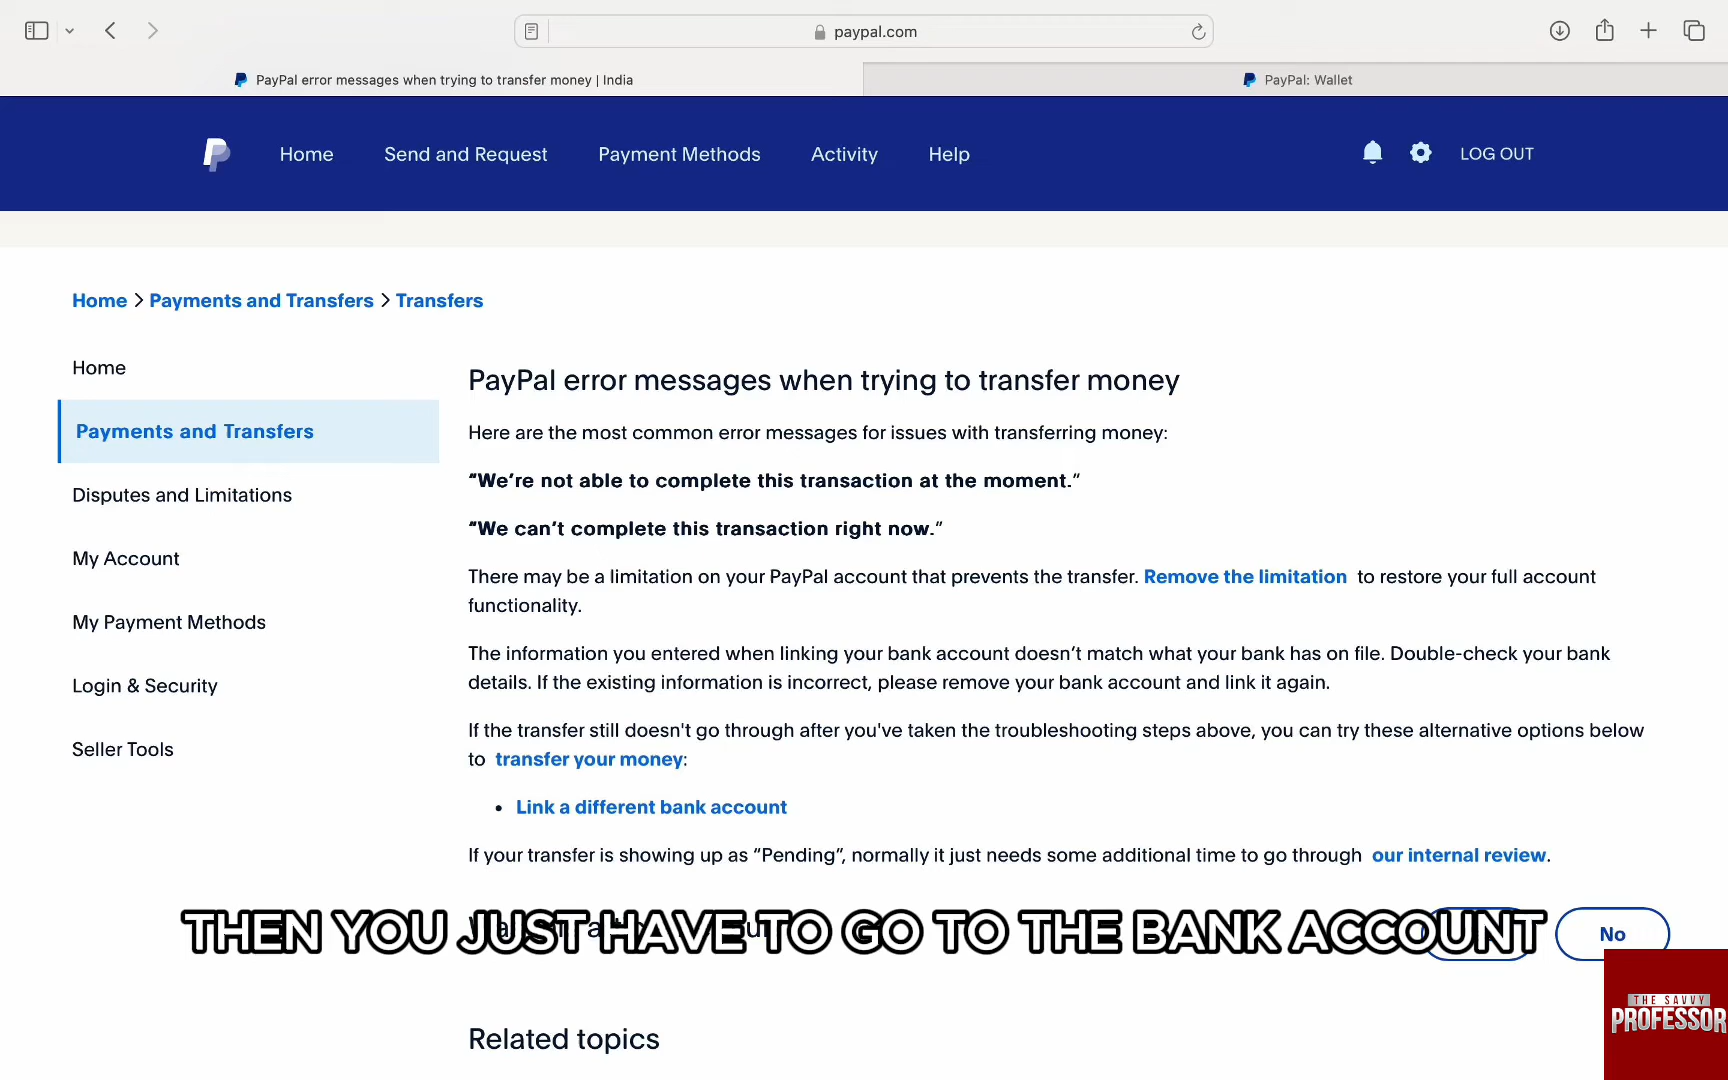 paypal.com
PayPal error messages when trying to transfer money | India
PayPal: Wallet
Home
Send and Request
Payment Methods
Activity
Help
LOG OUT
Home > Payments and Transfers > Transfers
Home
Payments and Transfers
Disputes and Limitations
My Account
My Payment Methods
Login & Security
Seller Tools
PayPal error messages when trying to transfer money
Here are the most common error messages for issues with transferring money:
“We’re not able to complete this transaction at the moment.”
“We can’t complete this transaction right now.”
There may be a limitation on your PayPal account that prevents the transfer. Remove the limitation to restore your full account
functionality.
The information you entered when linking your bank account doesn’t match what your bank has on file. Double-check your bank
details. If the existing information is incorrect, please remove your bank account and link it again.
If the transfer still doesn't go through after you've taken the troubleshooting steps above, you can try these alternative options below
to transfer your money:
• Link a different bank account
If your transfer is showing up as “Pending”, normally it just needs some additional time to go through our internal review.
THEN YOU JUST HAVE TO GO TO THE BANK ACCOUNT
No
THE SAVVY
PROFESSOR
Related topics